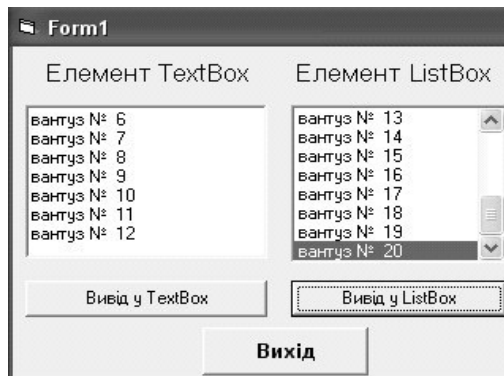 Form1
Елемент TextBox
Елемент ListBox
вантуз № 6
вантуз № 7
вантуз № 8
вантуз № 9
вантуз № 10
вантуз № 11
вантуз № 12
вантуз № 13
вантуз № 14
вантуз № 15
вантуз № 16
вантуз № 17
вантуз № 18
вантуз № 19
вантуз № 20
Вивід у TextBox
Вивід у ListBox
Вихід